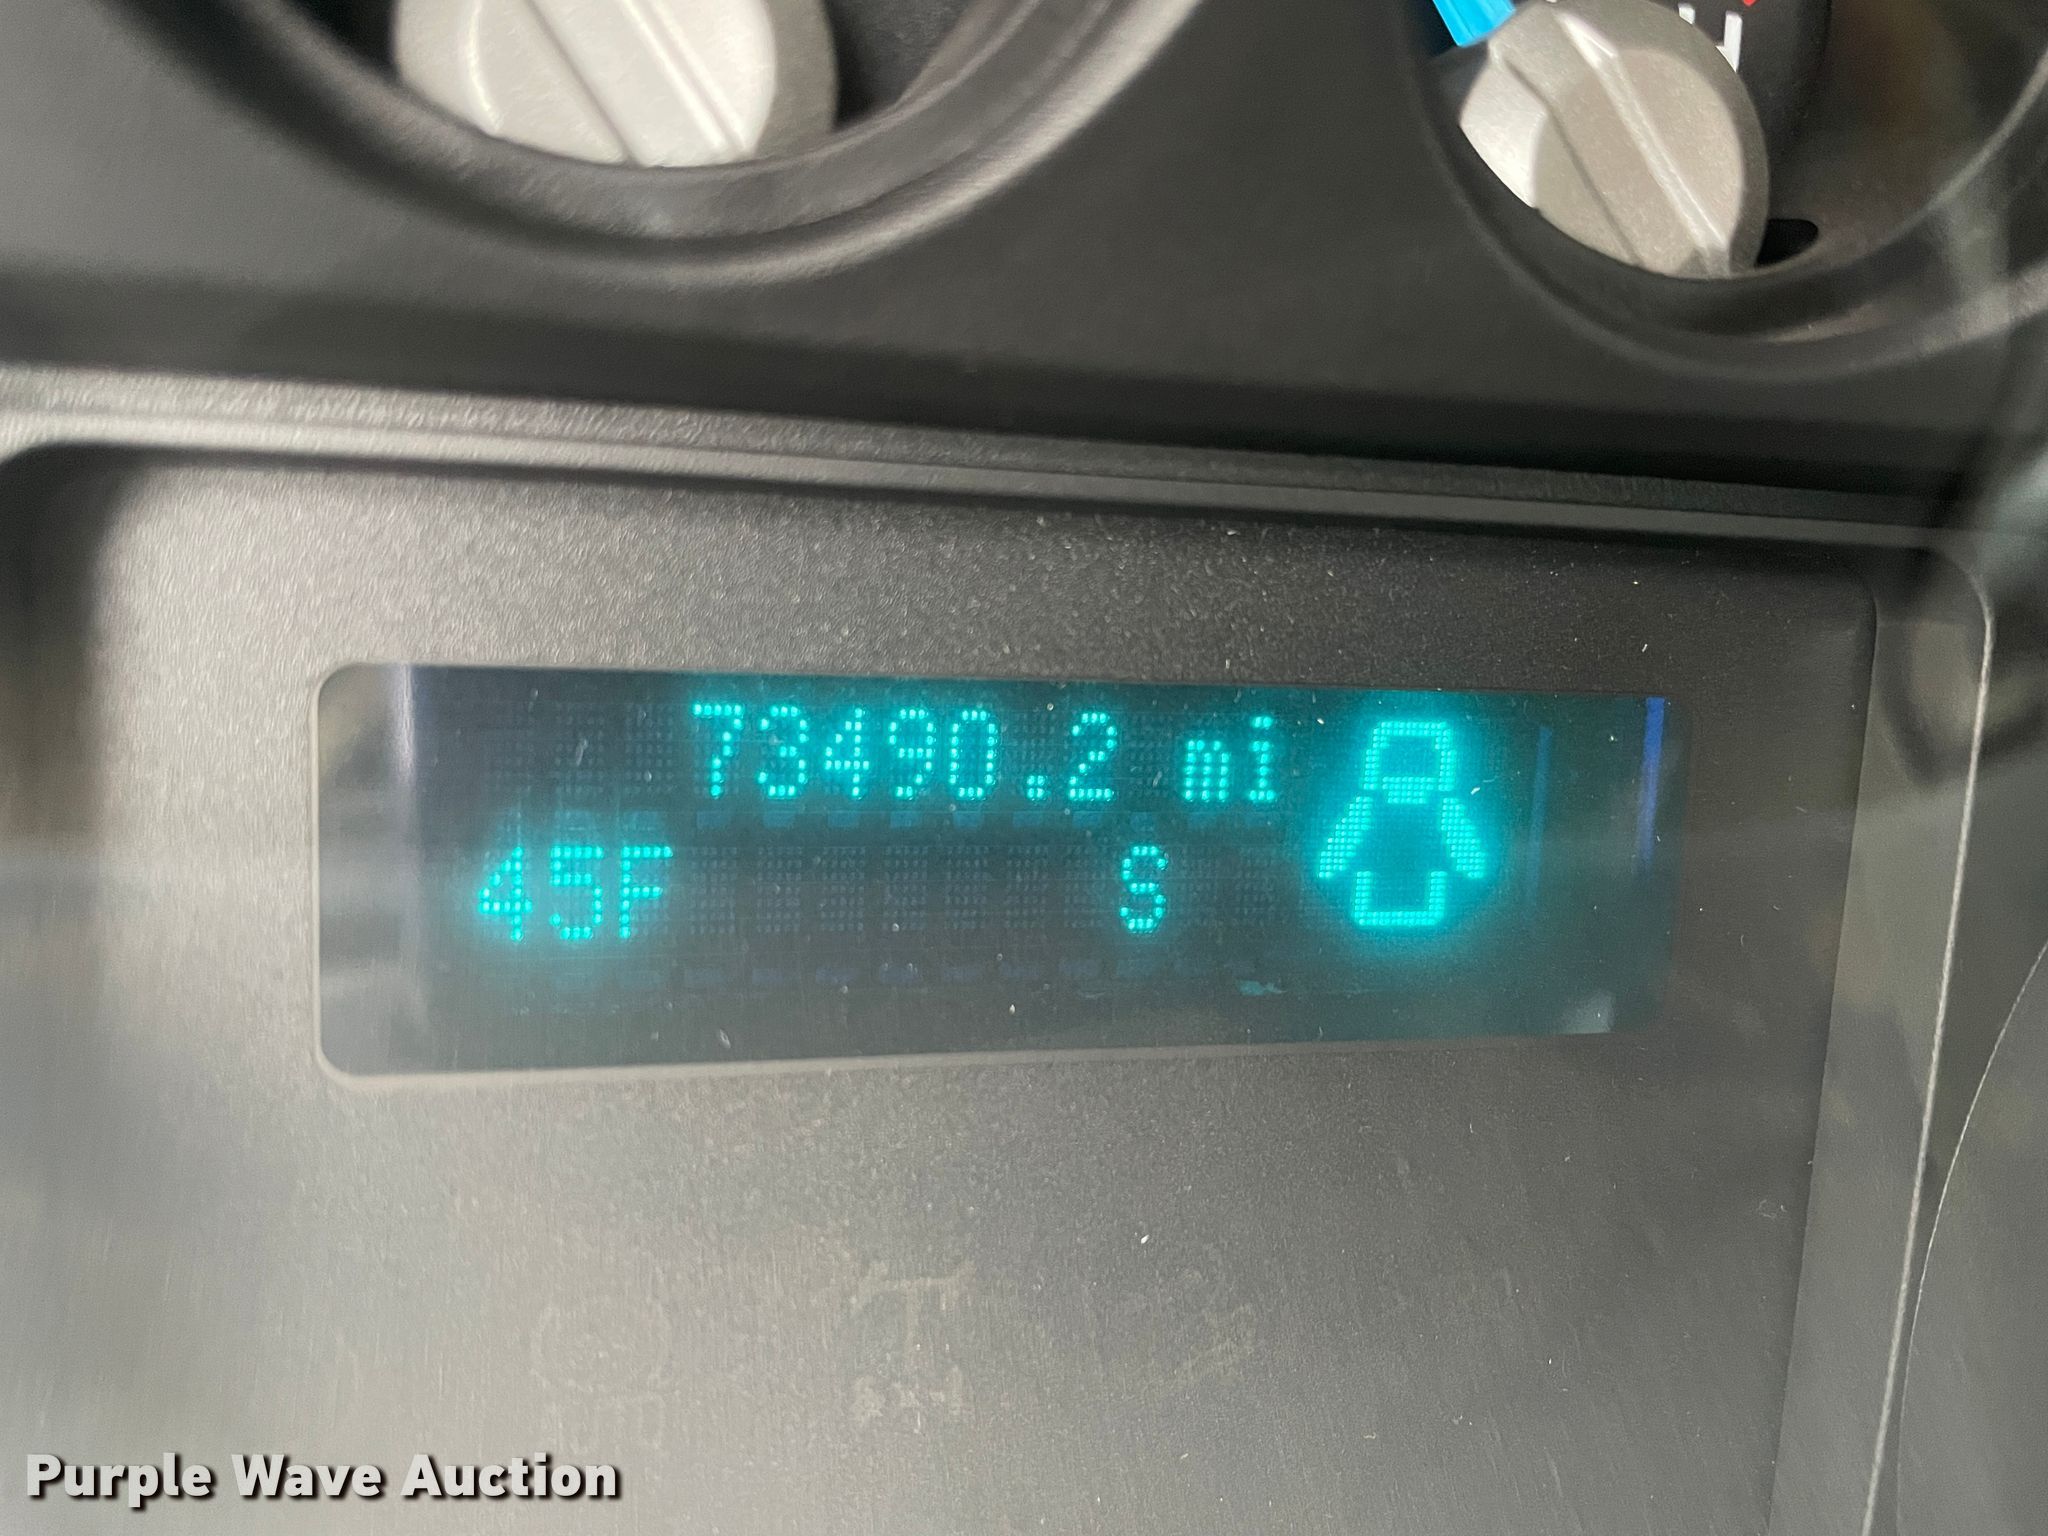 H
73490.2 mi
45F S
Purple Wave Auction